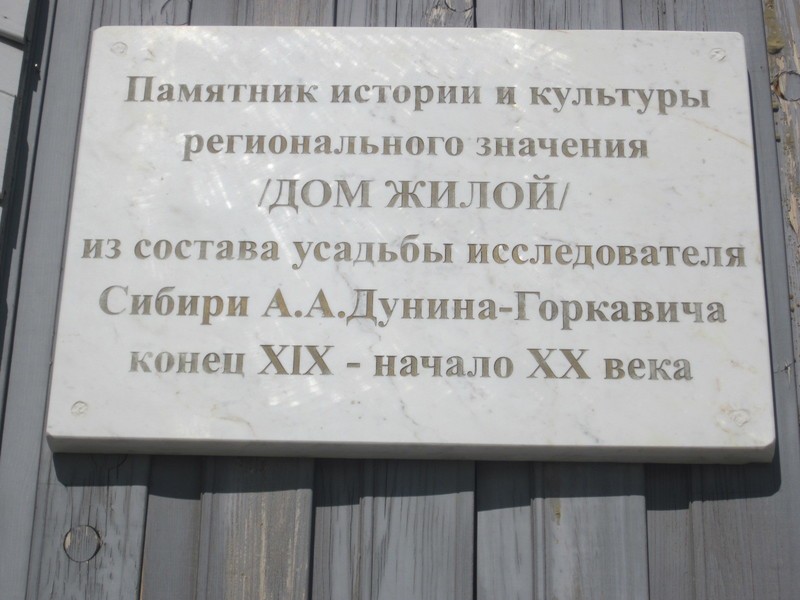 Памятник истории и культуры
регионального значения
/ДОМ ЖИЛОЙ/
из состава усадьбы исследователя
Сибири А.А.Дунина-Горкавича
конец XIX - начало XX века